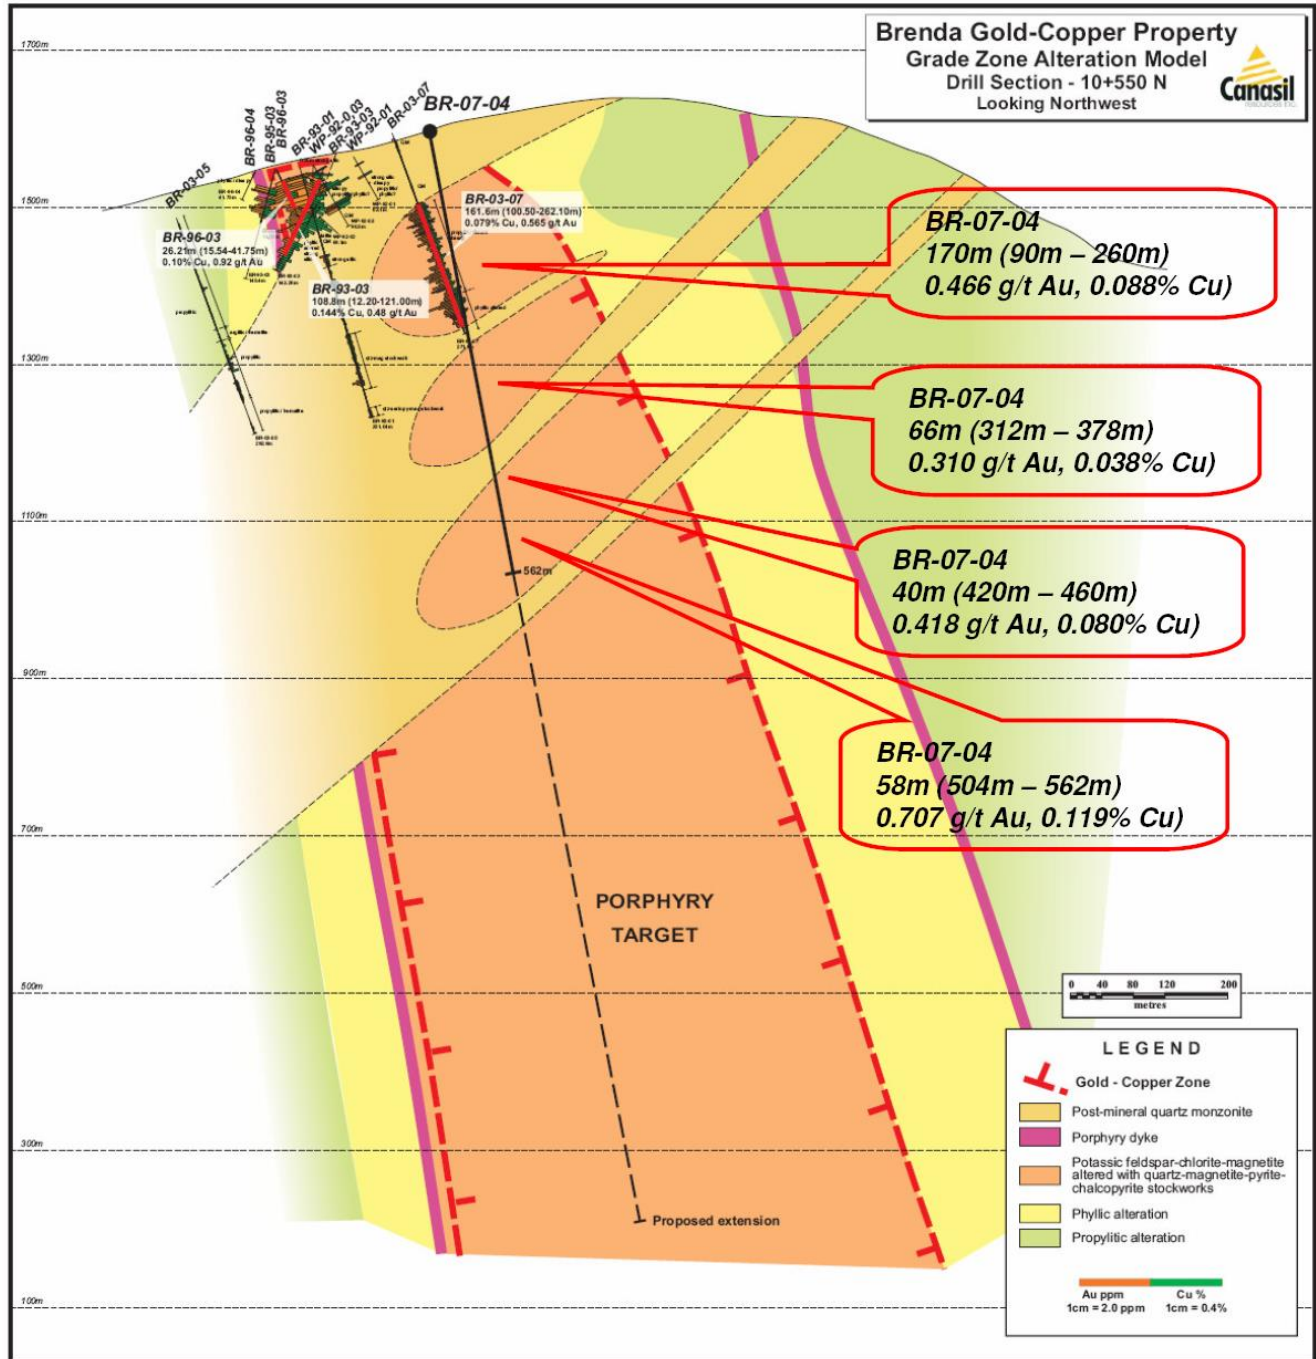 Brenda Gold-Copper Property
Grade Zone Alteration Model
Drill Section - 10+550 N
Looking Northwest
Canasil
1700m
1500m
1300m
1100m
900m
700m
500m
300m
100m
BR-03-05
BR-96-04
BR-95-03
BR-96-03
BR-93-01
WP-92-0,03
BR-93-03
WP-92-01
BR-03-07
BR-07-04
BR-96-03
26.21m (15.54-41.75m)
0.10% Cu, 0.92 g/t Au
BR-93-03
108.8m (12.20-121.00m)
0.144% Cu, 0.48 g/t Au
BR-03-07
161.6m (100.50-262.10m)
0.079% Cu, 0.565 g/t Au
BR-07-04
170m (90m – 260m)
0.466 g/t Au, 0.088% Cu)
BR-07-04
66m (312m – 378m)
0.310 g/t Au, 0.038% Cu)
BR-07-04
40m (420m – 460m)
0.418 g/t Au, 0.080% Cu)
BR-07-04
58m (504m – 562m)
0.707 g/t Au, 0.119% Cu)
562m
PORPHYRY
TARGET
Proposed extension
0 40 80 120 200
metres
LEGEND
Gold - Copper Zone
Post-mineral quartz monzonite
Porphyry dyke
Potassic feldspar-chlorite-magnetite
altered with quartz-magnetite-pyrite-
chalcopyrite stockworks
Phyllic alteration
Propylitic alteration
Au ppm Cu %
1cm = 2.0 ppm 1cm = 0.4%